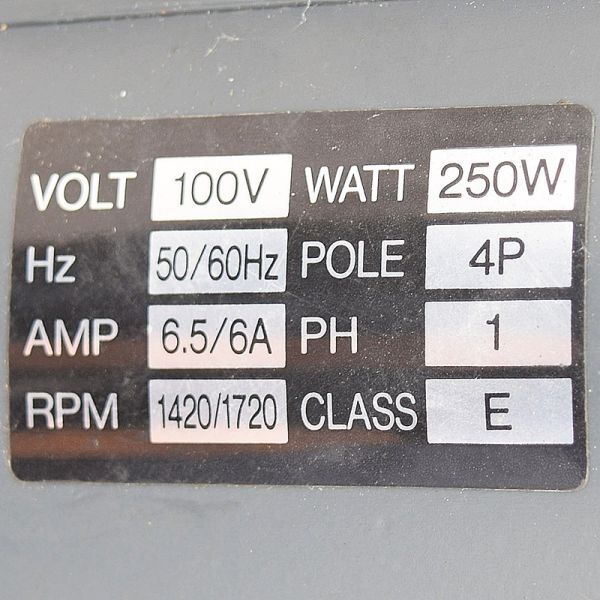 VOLT 100V WATT 250W
Hz 50/60Hz POLE 4P
AMP 6.5/6A PH 1
RPM 1420/1720 CLASS E